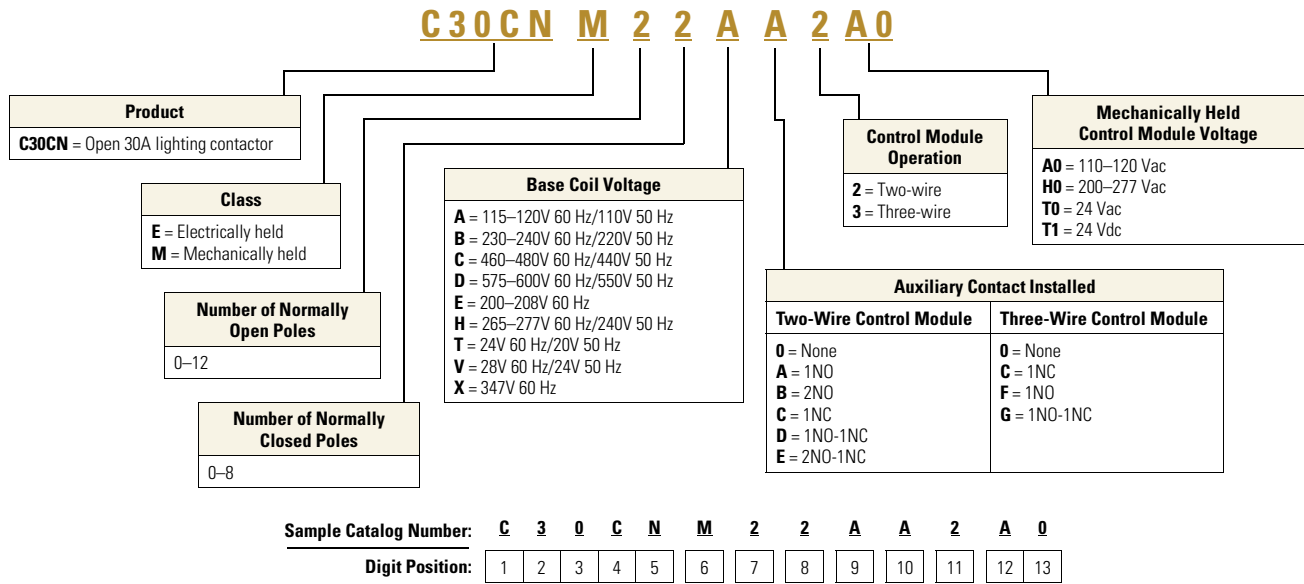 C30CN M 2 2 A A 2 A0
Product
C30CN = Open 30A lighting contactor
Class
E = Electrically held
M = Mechanically held
Number of Normally
Open Poles
0–12
Number of Normally
Closed Poles
0–8
Base Coil Voltage
A = 115–120V 60 Hz/110V 50 Hz
B = 230–240V 60 Hz/220V 50 Hz
C = 460–480V 60 Hz/440V 50 Hz
D = 575–600V 60 Hz/550V 50 Hz
E = 200–208V 60 Hz
H = 265–277V 60 Hz/240V 50 Hz
T = 24V 60 Hz/20V 50 Hz
V = 28V 60 Hz/24V 50 Hz
X = 347V 60 Hz
Control Module
Operation
2 = Two-wire
3 = Three-wire
Mechanically Held
Control Module Voltage
A0 = 110–120 Vac
H0 = 200–277 Vac
T0 = 24 Vac
T1 = 24 Vdc
Auxiliary Contact Installed
Two-Wire Control Module
0 = None
A = 1NO
B = 2NO
C = 1NC
D = 1NO-1NC
E = 2NO-1NC
Three-Wire Control Module
0 = None
C = 1NC
F = 1NO
G = 1NO-1NC
Sample Catalog Number: C 3 0 C N M 2 2 A A 2 A 0
Digit Position: 1 2 3 4 5 6 7 8 9 10 11 12 13